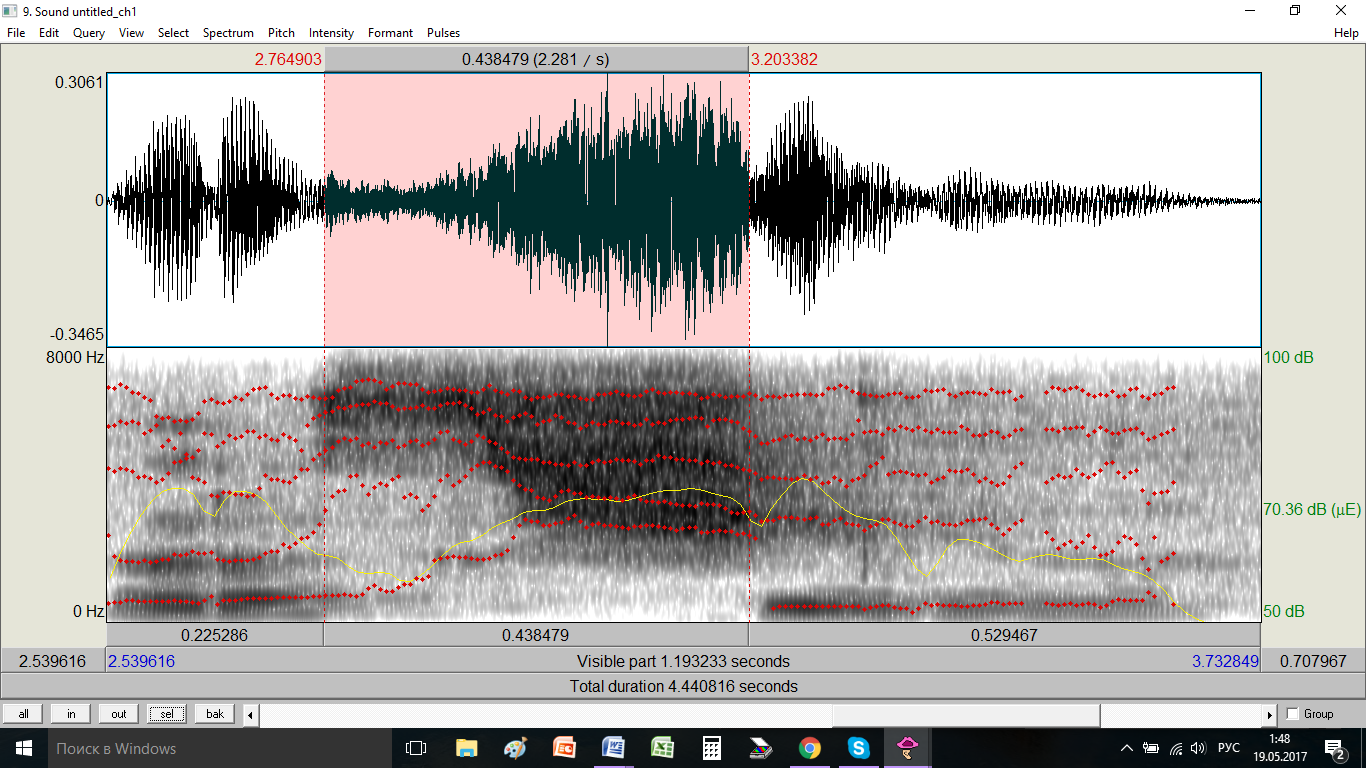 9. Sound untitled_ch1
File Edit Query View Select Spectrum Pitch Intensity Formant Pulses Help
2.764903 0.438479 (2.281 / s) 3.203382
0.3061
0
-0.3465
8000 Hz 100 dB
70.36 dB (µE)
0 Hz 50 dB
0.225286 0.438479 0.529467
2.539616 2.539616 Visible part 1.193233 seconds 3.732849 0.707967
Total duration 4.440816 seconds
all in out sel bak Group
Поиск в Windows РУС 1:48
19.05.2017 2